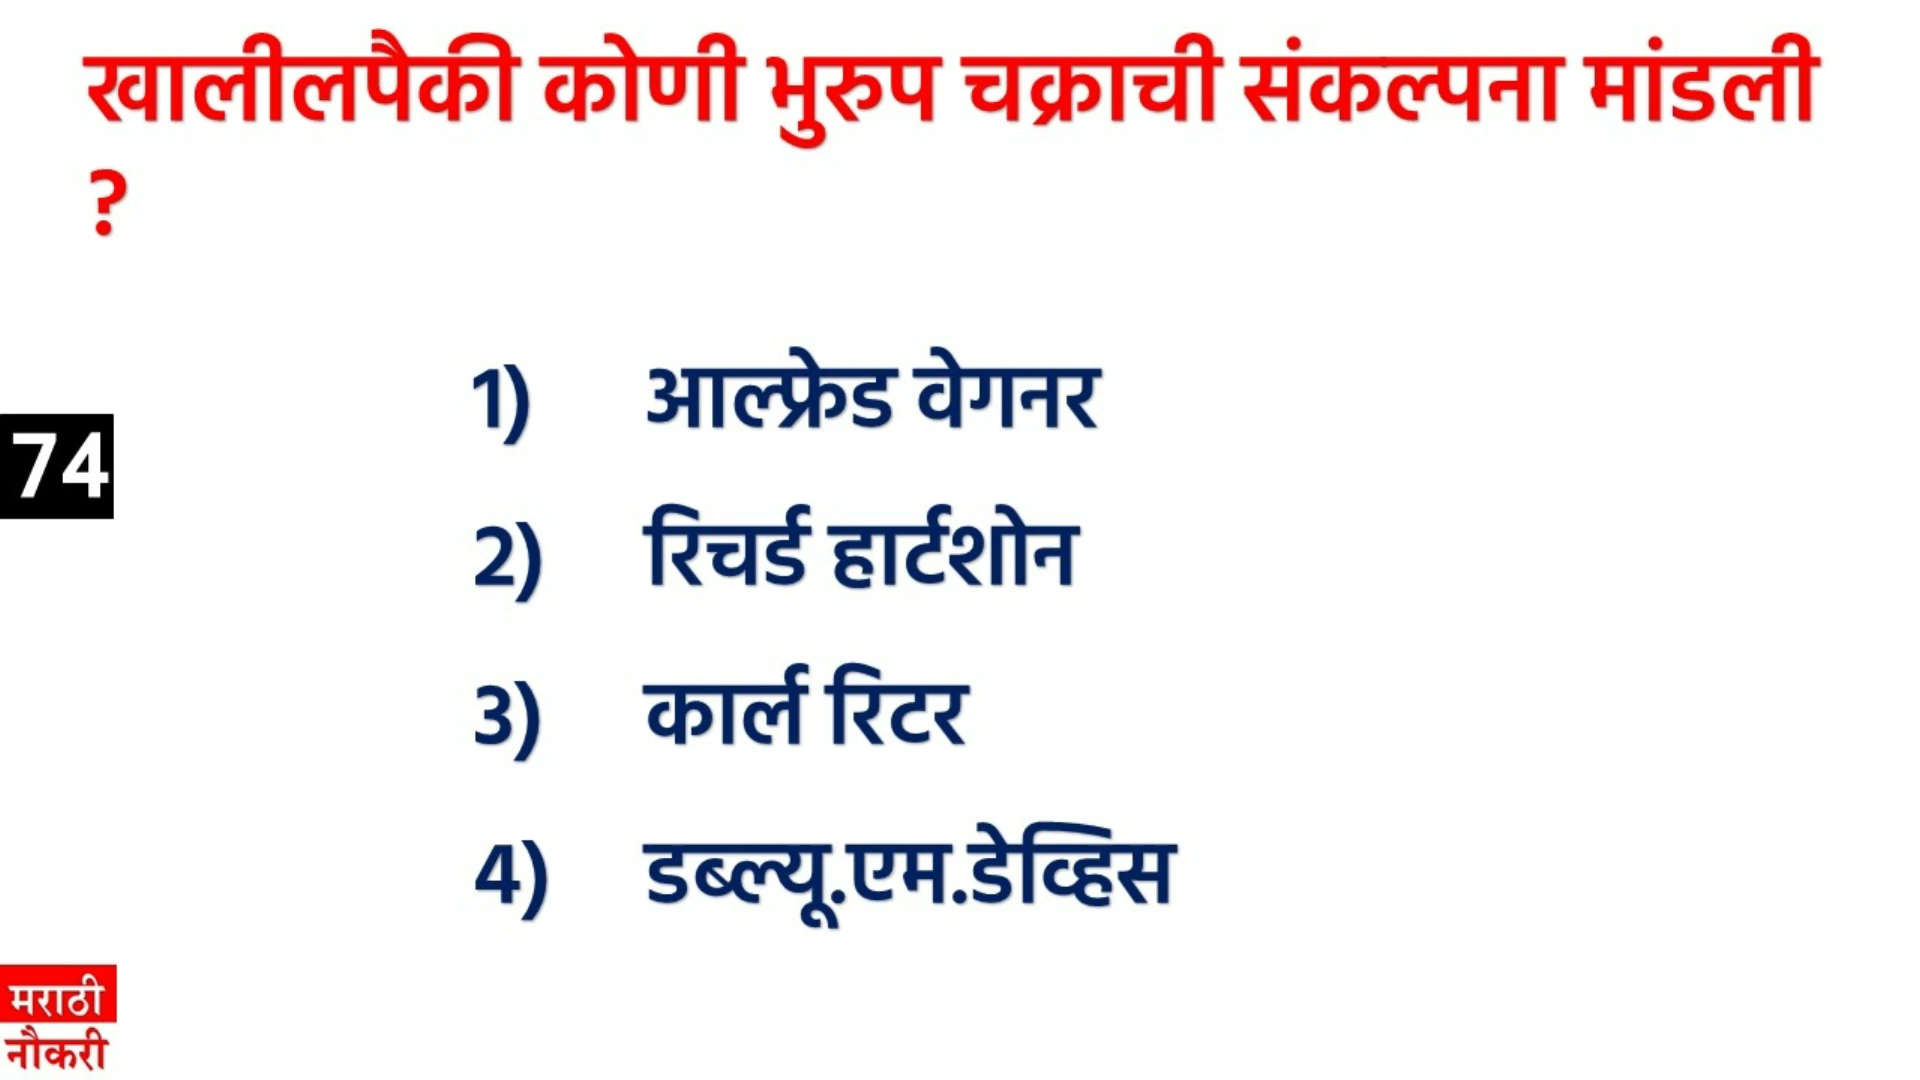 खालीलपैकी कोणी भुरुप चक्राची संकल्पना मांडली
?
1) आल्फ्रेड वेगनर
74
2) रिचर्ड हार्टशोन
3) कार्ल रिटर
4) डब्ल्यू.एम.डेव्हिस
मराठी
नौकरी